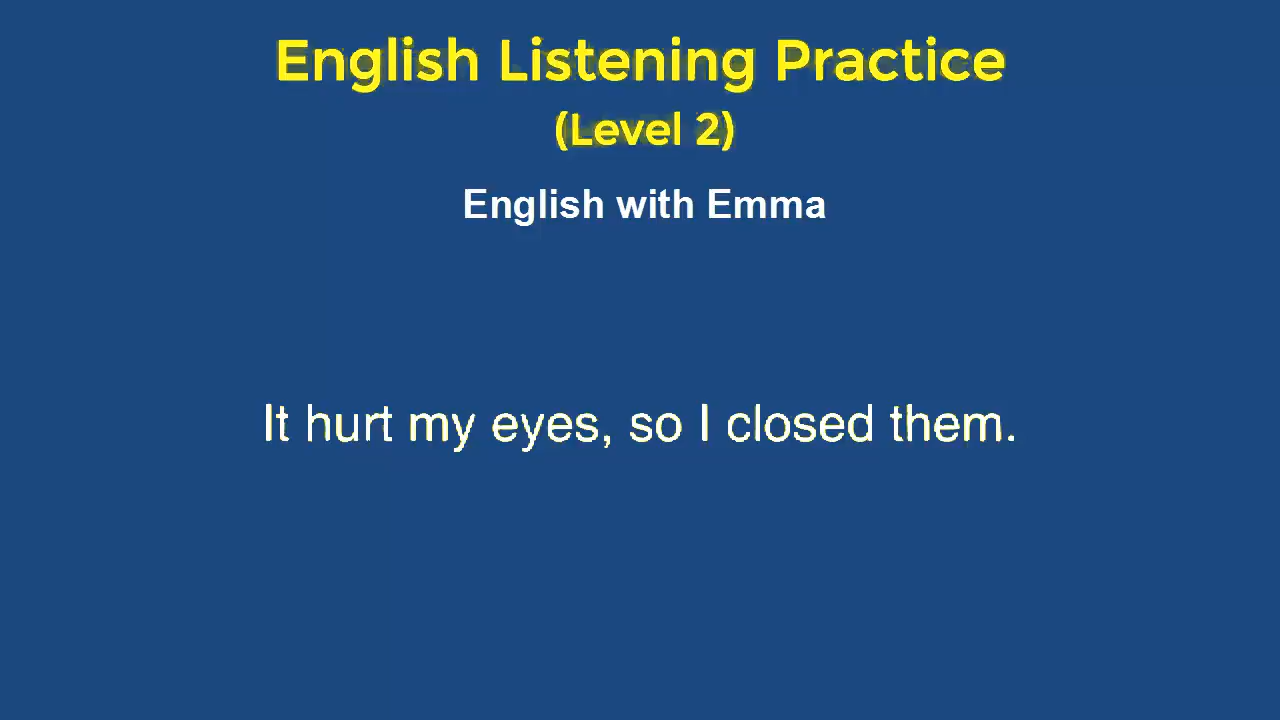 English Listening Practice
(Level 2)
English with Emma
It hurt my eyes, so I closed them.